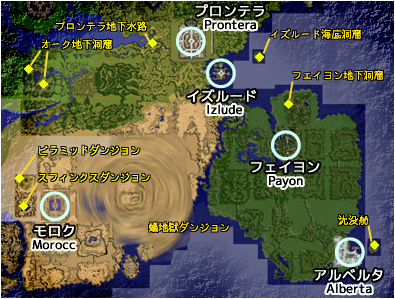 プロンテラ
Prontera
プロンテラ地下水路
オーク地下洞窟
イズルード海底洞窟
イズルード
Izlude
フェイヨン地下洞窟
フェイヨン
Payon
ピラミッドダンジョン
スフィンクスダンジョン
モロク
Morocc
蟻地獄ダンジョン
沈没船
アルベルタ
Alberta